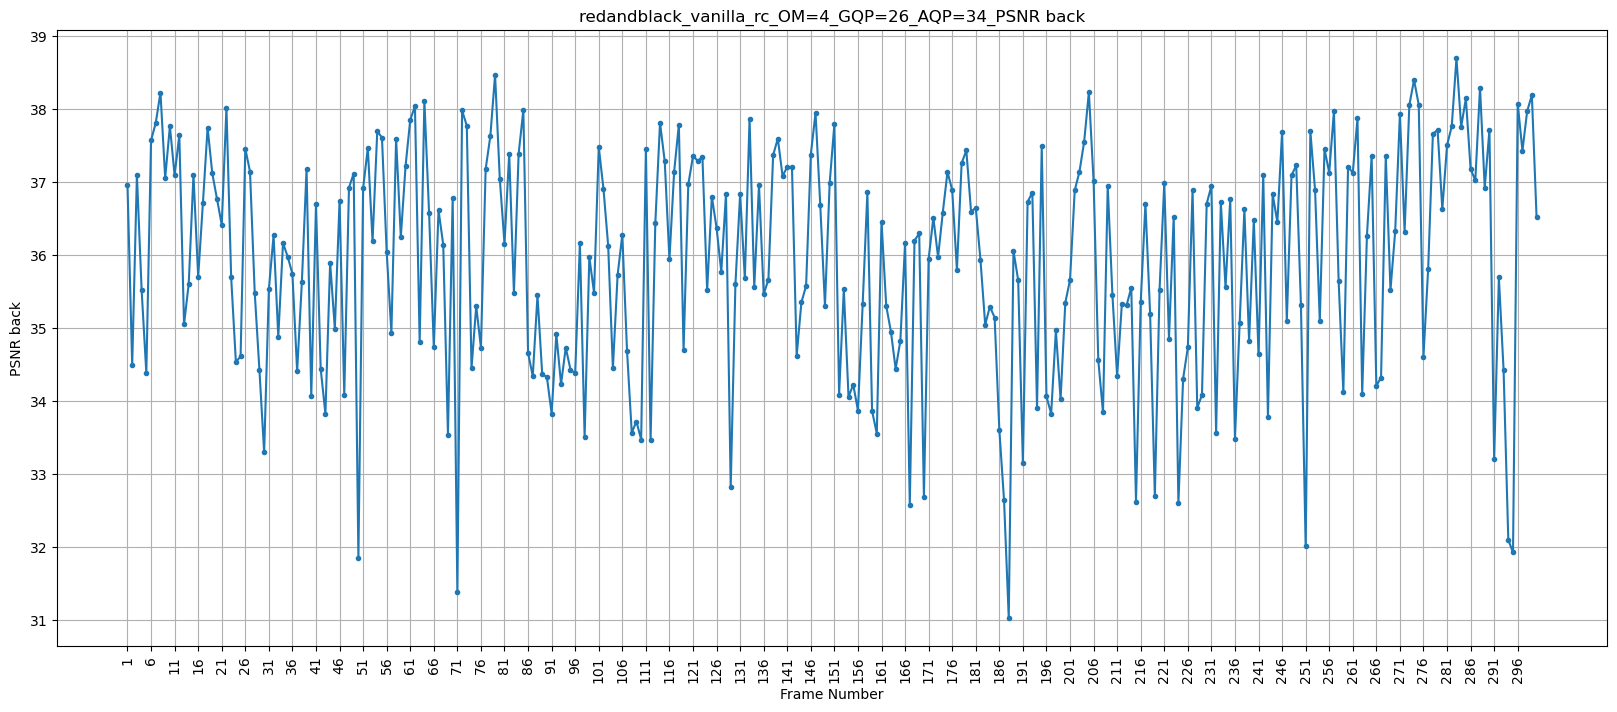 redandblack_vanilla_rc_OM=4_GQP=26_AQP=34_PSNR back
39
38
37
36
35
34
33
32
31
PSNR back
1 6 11 16 21 26 31 36 41 46 51 56 61 66 71 76 81 86 91 96 101 106 111 116 121 126 131 136 141 146 151 156 161 166 171 176 181 186 191 196 201 206 211 216 221 226 231 236 241 246 251 256 261 266 271 276 281 286 291 296
Frame Number